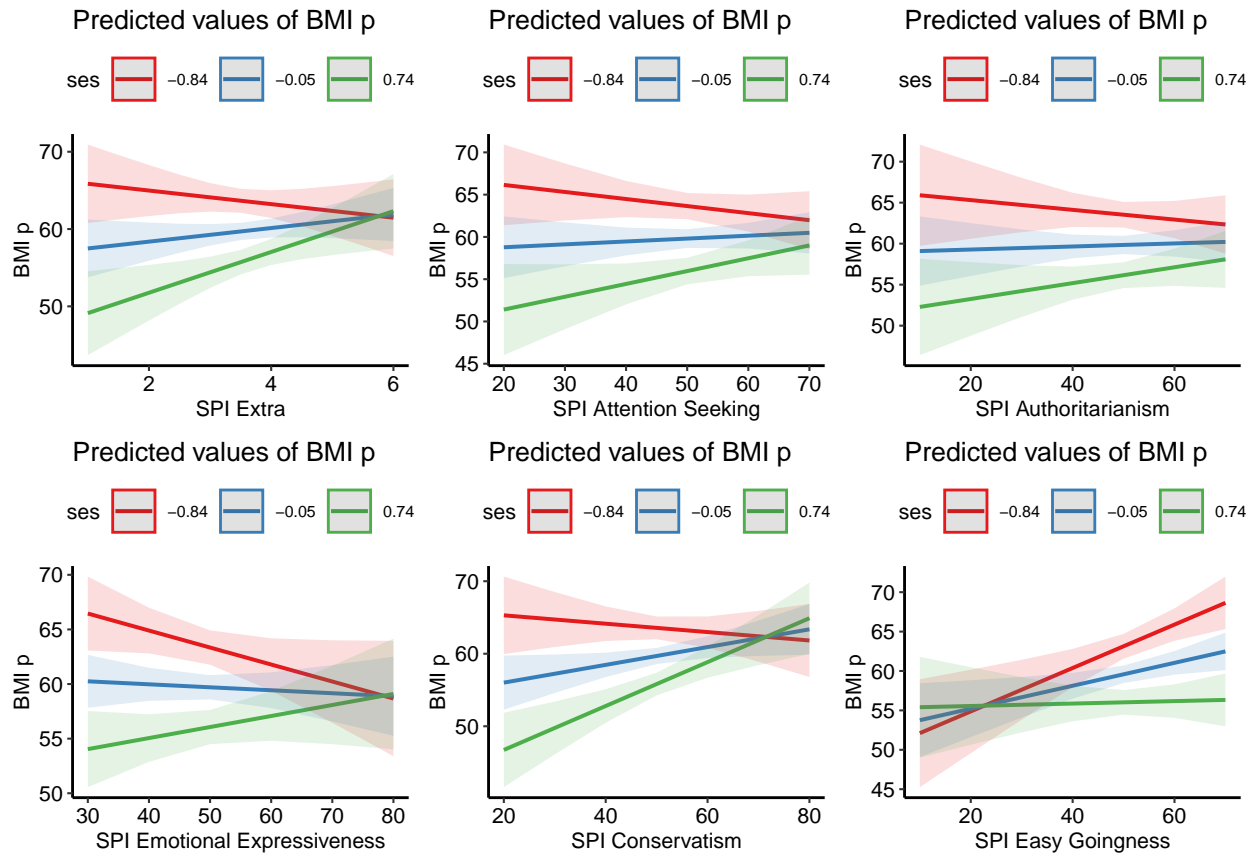 Predicted values of BMI p
ses −0.84 −0.05 0.74
70
60
50
BMI p
2 4 6
SPI Extra
Predicted values of BMI p
ses −0.84 −0.05 0.74
70
65
60
55
50
45
BMI p
20 30 40 50 60 70
SPI Attention Seeking
Predicted values of BMI p
ses −0.84 −0.05 0.74
70
65
60
55
50
BMI p
20 40 60
SPI Authoritarianism
Predicted values of BMI p
ses −0.84 −0.05 0.74
70
65
60
55
50
BMI p
30 40 50 60 70 80
SPI Emotional Expressiveness
Predicted values of BMI p
ses −0.84 −0.05 0.74
70
60
50
BMI p
20 30 40 50 60 70 80
SPI Conservatism
Predicted values of BMI p
ses −0.84 −0.05 0.74
70
65
60
55
50
45
BMI p
20 40 60
SPI Easy Goingness